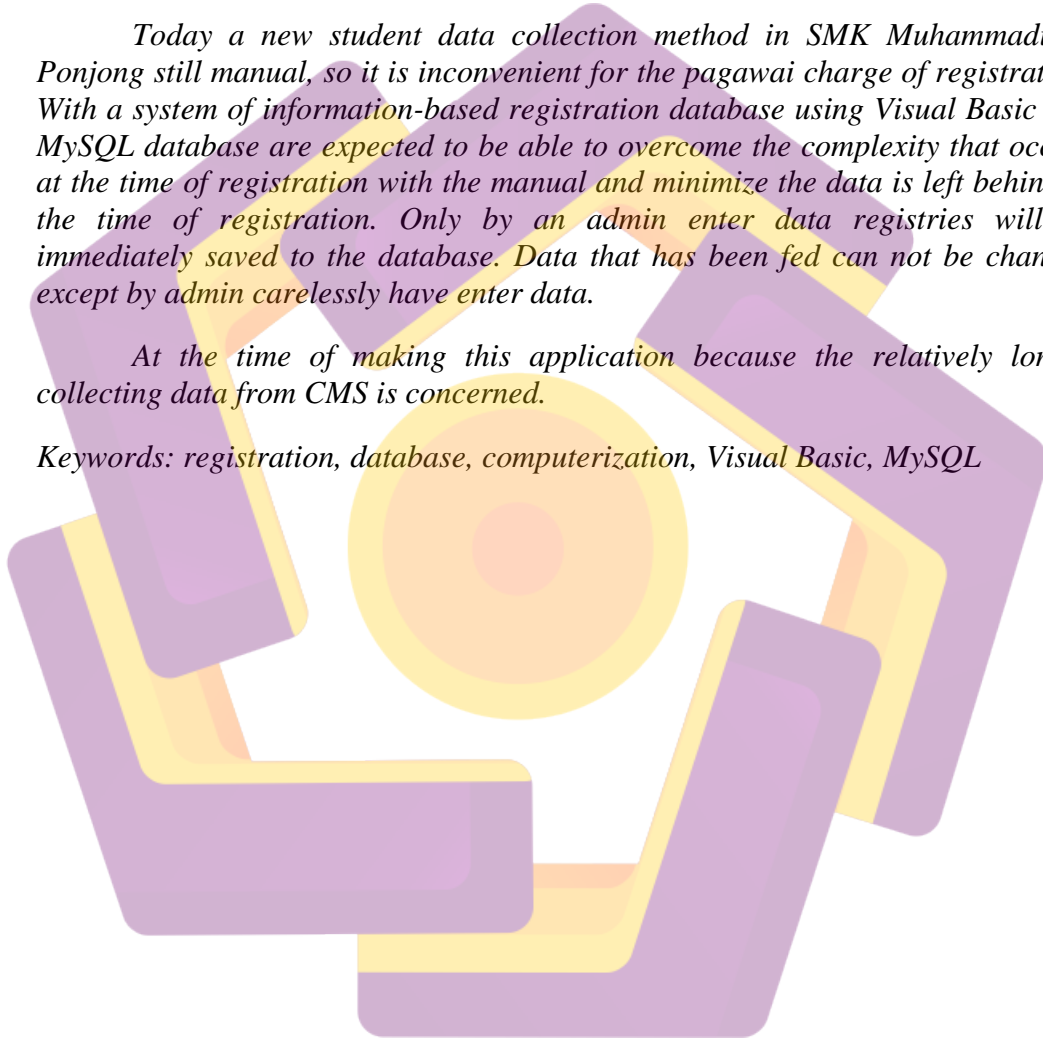 Today a new student data collection method in SMK Muhammadi
Ponjong still manual, so it is inconvenient for the pagawai charge of registrat
With a system of information-based registration database using Visual Basic
MySQL database are expected to be able to overcome the complexity that occ
at the time of registration with the manual and minimize the data is left behin
the time of registration. Only by an admin enter data registries will
immediately saved to the database. Data that has been fed can not be chan
except by admin carelessly have enter data.
At the time of making this application because the relatively lon
collecting data from CMS is concerned.
Keywords: registration, database, computerization, Visual Basic, MySQL